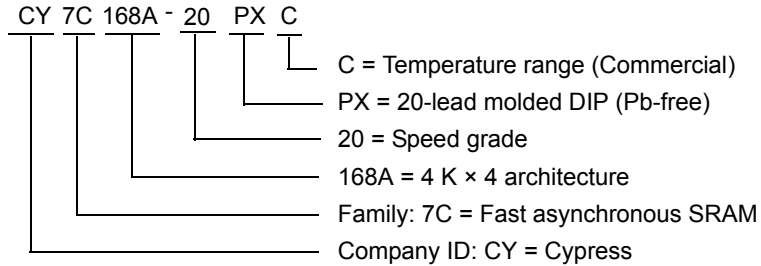 CY 7C 168A - 20 PX C
C = Temperature range (Commercial)
PX = 20-lead molded DIP (Pb-free)
20 = Speed grade
168A = 4 K × 4 architecture
Family: 7C = Fast asynchronous SRAM
Company ID: CY = Cypress